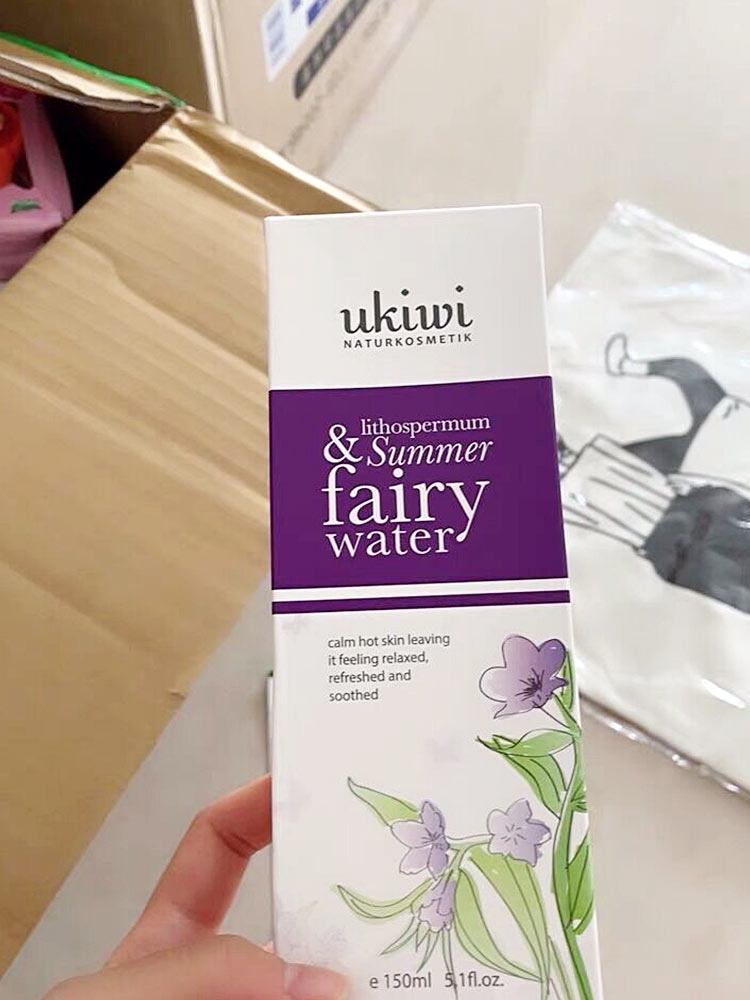 ukiwi
NATURKOSMETIK
lithospermum
& Summer
fairy
water
calm hot skin leaving
it feeling relaxed,
refreshed and
soothed
e 150ml 5,1fl.oz.